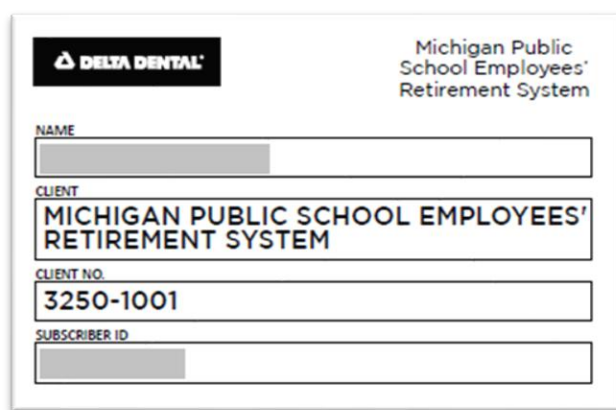 DELTA DENTAL
Michigan Public
School Employees'
Retirement System
NAME
CLIENT
MICHIGAN PUBLIC SCHOOL EMPLOYEES'
RETIREMENT SYSTEM
CLIENT NO.
3250-1001
SUBSCRIBER ID